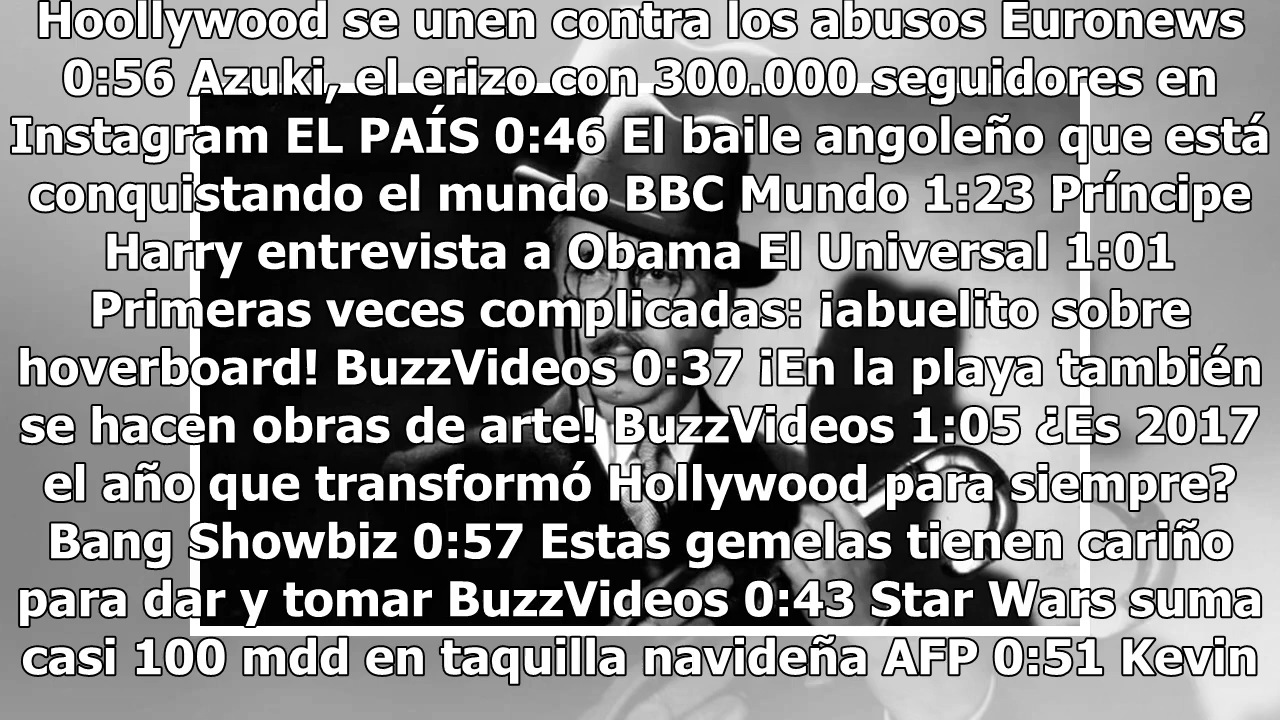 Hoollywood se unen contra los abusos Euronews
0:56 Azuki, el erizo con 300.000 seguidores en
Instagram EL PAÍS 0:46 El baile angoleño que está
conquistando el mundo BBC Mundo 1:23 Príncipe
Harry entrevista a Obama El Universal 1:01
Primeras veces complicadas: ¡abuelito sobre
hoverboard! BuzzVideos 0:37 ¡En la playa también
se hacen obras de arte! BuzzVideos 1:05 ¿Es 2017
el año que transformó Hollywood para siempre?
Bang Showbiz 0:57 Estas gemelas tienen cariño
para dar y tomar BuzzVideos 0:43 Star Wars suma
casi 100 mdd en taquilla navideña AFP 0:51 Kevin